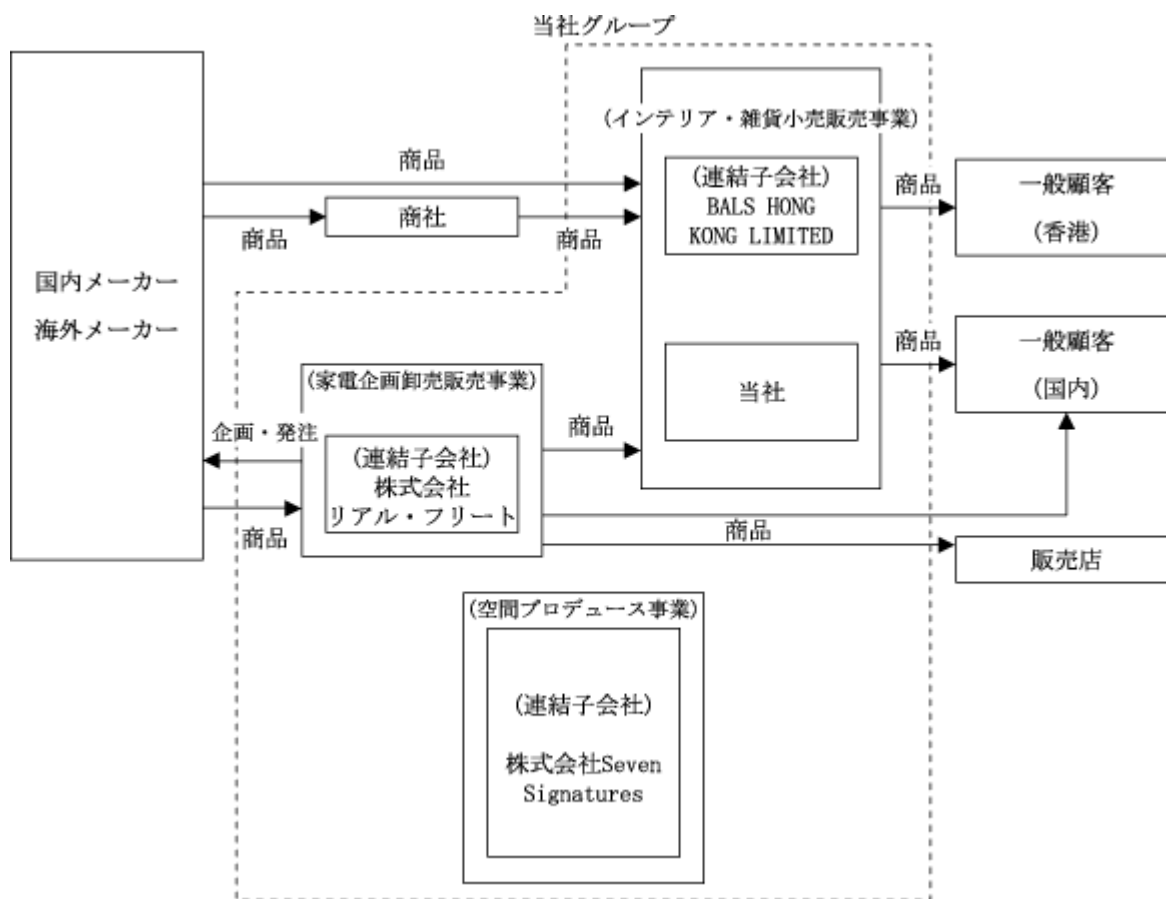 当社グループ
(インテリア・雑貨小売販売事業)
商品
(連結子会社)
BALS HONG
KONG LIMITED
商品
一般顧客
(香港)
商社
商品
商品
国内メーカー
海外メーカー
商品
一般顧客
(国内)
当社
(家電企画卸売販売事業)
企画・発注
商品
(連結子会社)
株式会社
リアル・フリート
商品
商品
販売店
(空間プロデュース事業)
(連結子会社)
株式会社Seven
Signatures